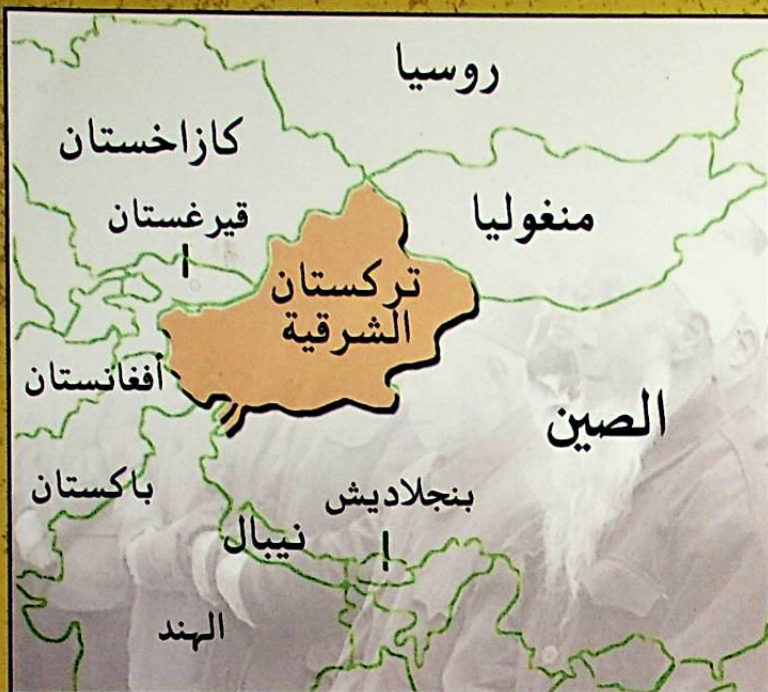 روسيا
كازاخستان
منغوليا
قيرغستان
تركستان
الشرقية
أفغانستان
الصين
باكستان
بنجلاديش
نيبال
الهند